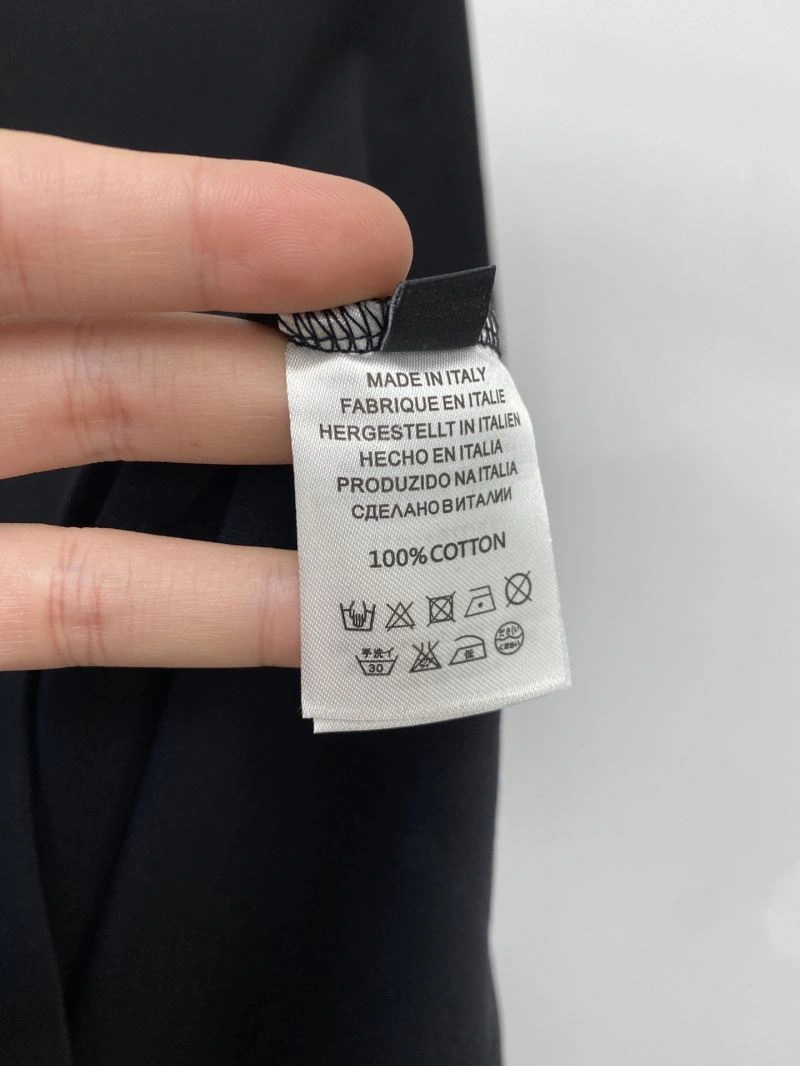 MADE IN ITALY
FABRIQUE EN ITALIE
HERGESTELLT IN ITALIEN
HECHO EN ITALIA
PRODUZIDO NA ITALIA
СДЕЛАНО В ИТАЛИИ
100% COTTON
手洗イ
30
低